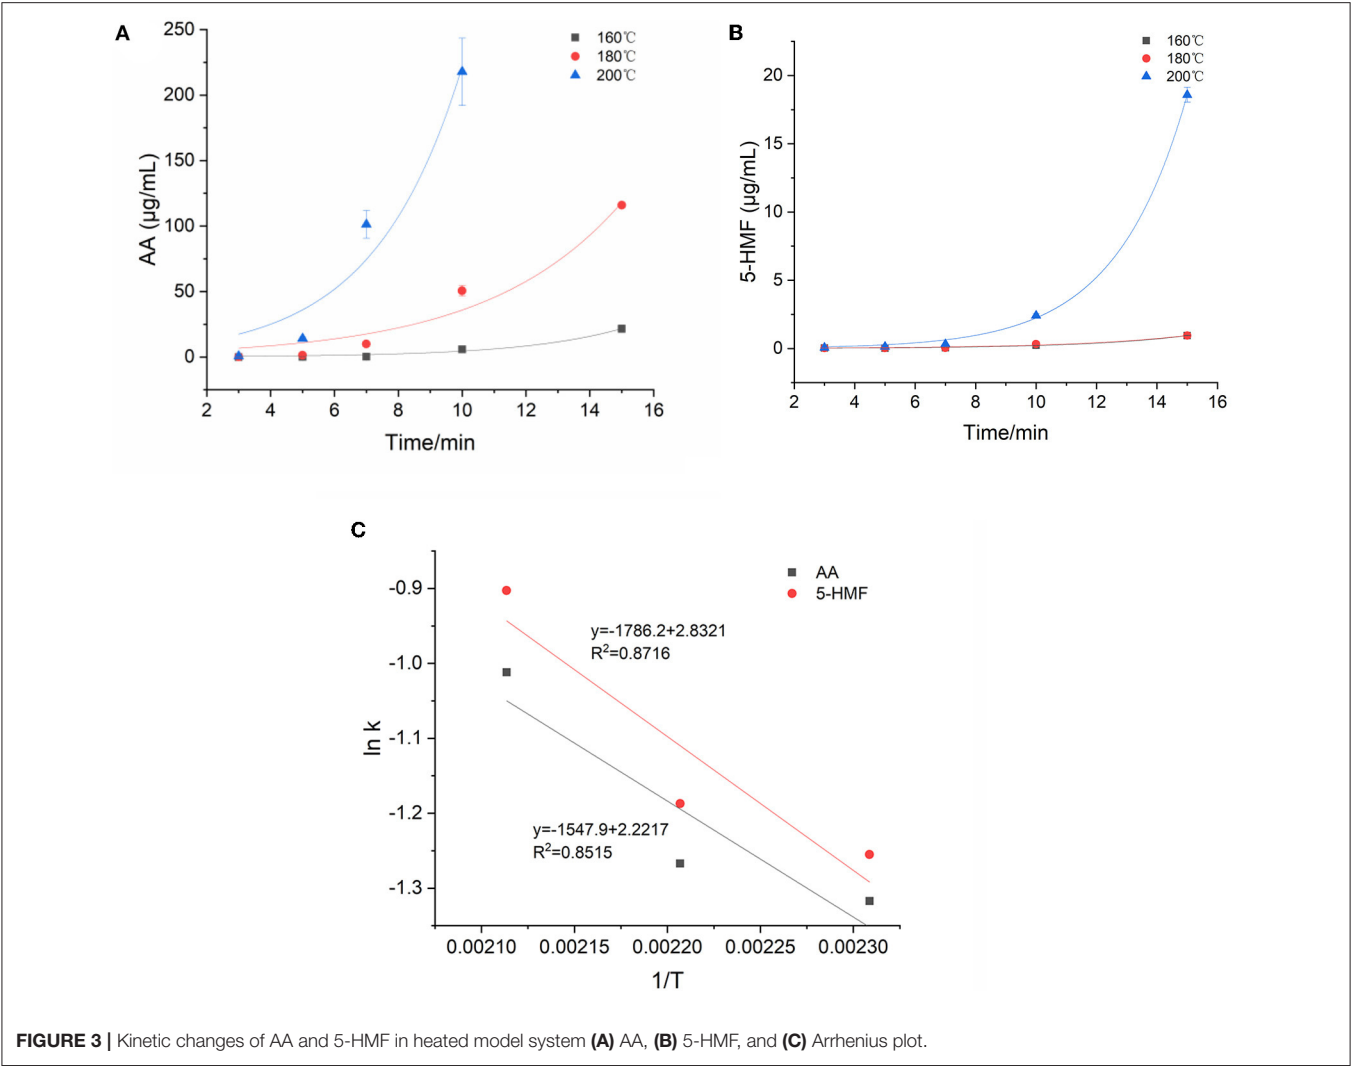 A
250
200
150
100
50
0
AA (μg/mL)
160℃
180℃
200℃
2 4 6 8 10 12 14 16
Time/min
B
20
15
10
5
0
5-HMF (μg/mL)
160℃
180℃
200℃
2 4 6 8 10 12 14 16
Time/min
C
-0.9
-1.0
-1.1
-1.2
-1.3
ln k
AA
5-HMF
y=-1786.2+2.8321
R²=0.8716
y=-1547.9+2.2217
R²=0.8515
0.00210 0.00215 0.00220 0.00225 0.00230
1/T
FIGURE 3 | Kinetic changes of AA and 5-HMF in heated model system (A) AA, (B) 5-HMF, and (C) Arrhenius plot.